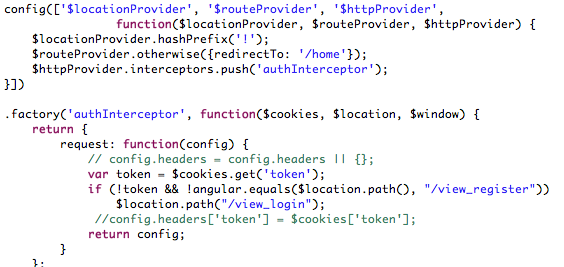 config(['$locationProvider', '$routeProvider', '$httpProvider',
function($locationProvider, $routeProvider, $httpProvider) {
$locationProvider.hashPrefix('!');
$routeProvider.otherwise({redirectTo: '/home'});
$httpProvider.interceptors.push('authInterceptor');
}])
.factory('authInterceptor', function($cookies, $location, $window) {
return {
request: function(config) {
// config.headers = config.headers || {};
var token = $cookies.get('token');
if (!token && !angular.equals($location.path(), "/view_register"))
$location.path("/view_login");
//config.headers['token'] = $cookies['token'];
return config;
}
};